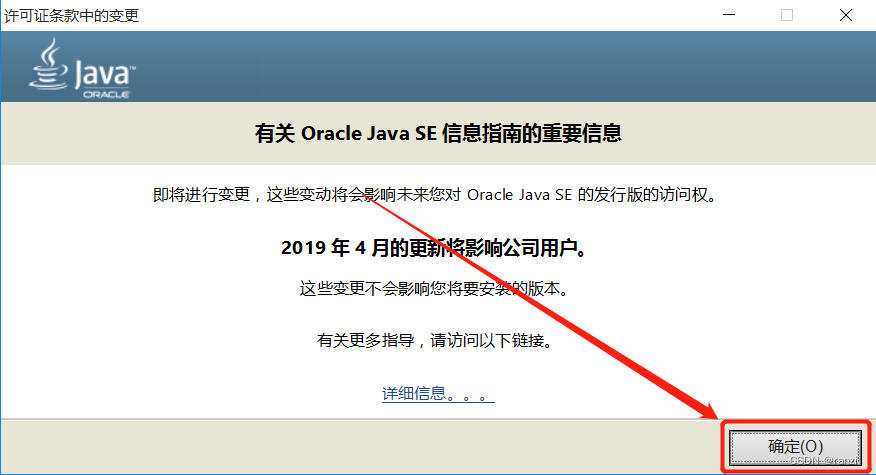 许可证条款中的变更
Java™
ORACLE
有关 Oracle Java SE 信息指南的重要信息
即将进行变更，这些变动将会影响未来您对 Oracle Java SE 的发行版的访问权。
2019 年 4 月的更新将影响公司用户。
这些变更不会影响您将要安装的版本。
有关更多指导，请访问以下链接。
详细信息。。。
确定(O)
CSDN @ranzi